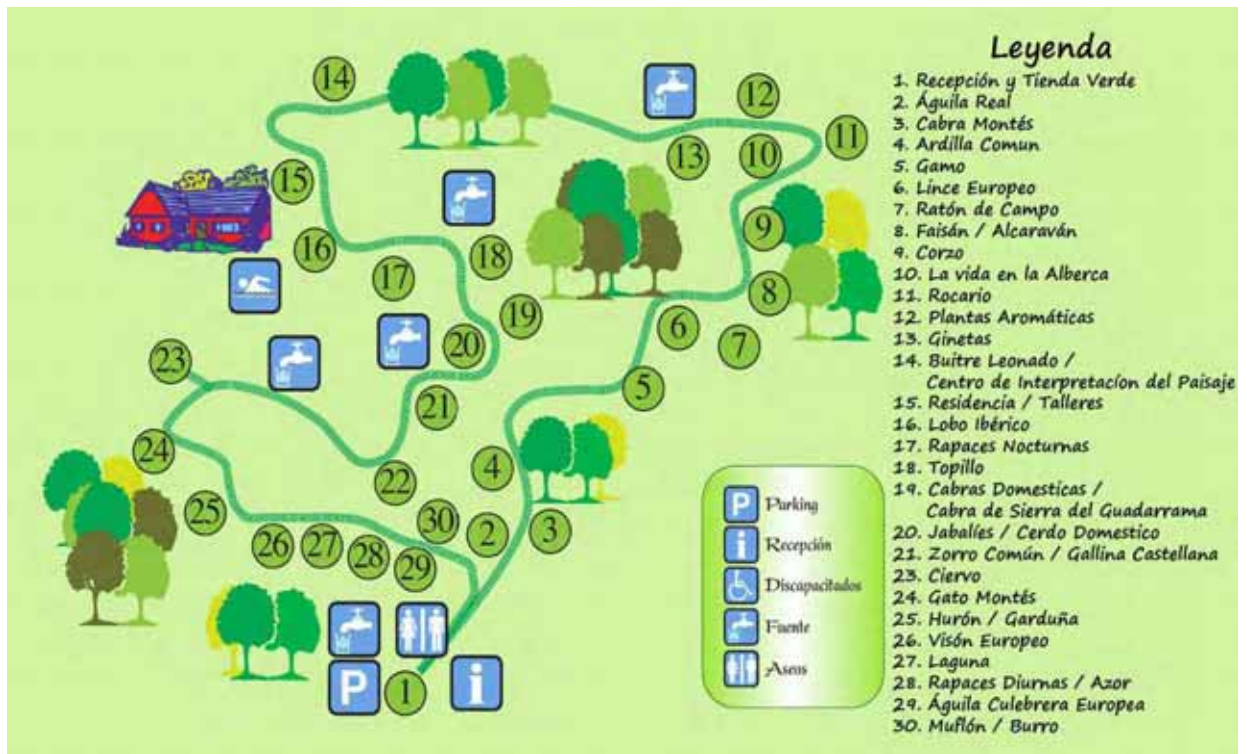 Leyenda
1. Recepción y Tienda Verde
2. Águila Real
3. Cabra Montés
4. Ardilla Comun
5. Gamo
6. Lince Europeo
7. Ratón de Campo
8. Faisán / Alcaraván
9. Corzo
10. La vida en la Alberca
11. Rocario
12. Plantas Aromáticas
13. Ginetas
14. Buitre Leonado /
Centro de Interpretacíon del Paisaje
15. Residencia / Talleres
16. Lobo Ibérico
17. Rapaces Nocturnas
18. Topillo
19. Cabras Domesticas /
Cabra de Sierra del Guadarrama
20. Jabalíes / Cerdo Domestico
21. Zorro Común / Gallina Castellana
23. Ciervo
24. Gato Montés
25. Hurón / Garduña
26. Visón Europeo
27. Laguna
28. Rapaces Diurnas / Azor
29. Águila Culebrera Europea
30. Muflón / Burro
14
12
11
13
10
15
9
16
18
17
8
19
6
7
20
23
5
21
24
4
22
25
30
2
3
26
27
28
29
P
1
i
P Parking
i Recepción
Discapacitados
Fuente
Aseos